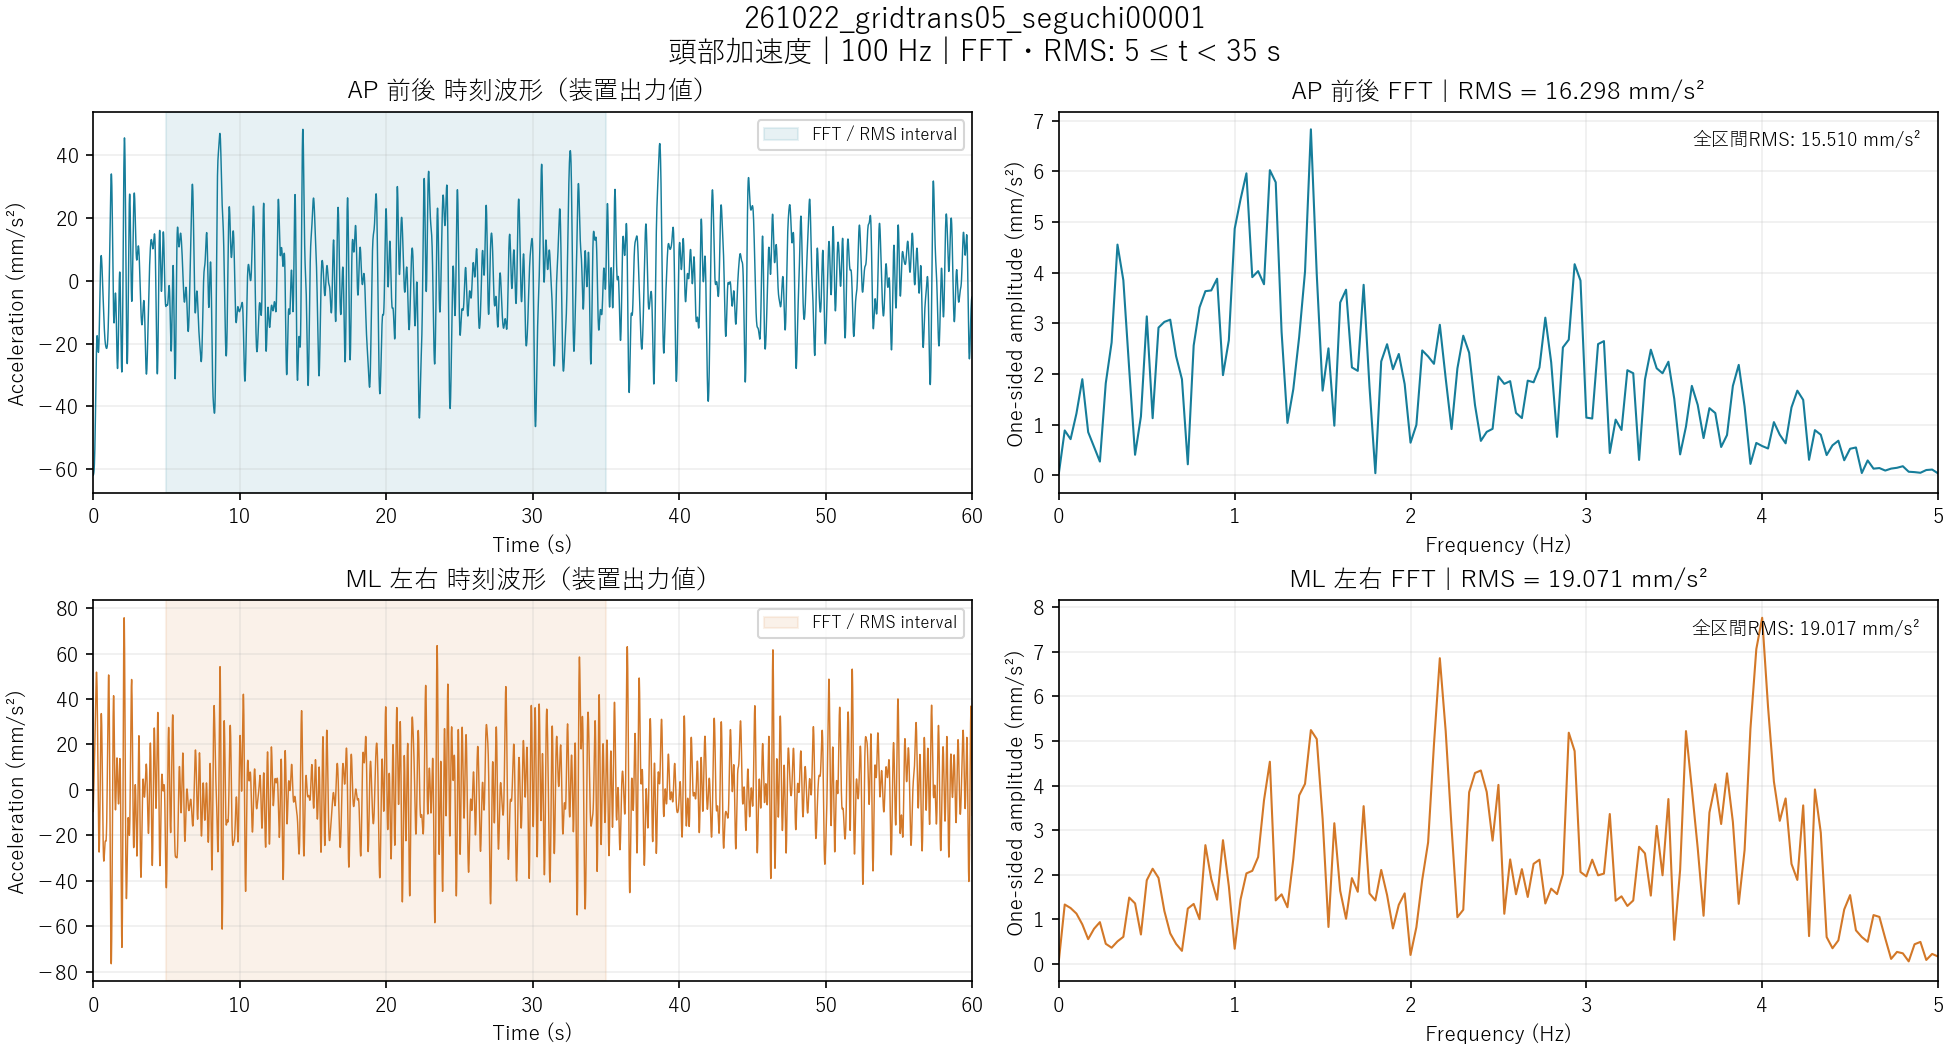 261022_gridtrans05_seguchi00001
頭部加速度 | 100 Hz | FFT・RMS: 5 ≤ t < 35 s
AP 前後 時刻波形（装置出力値）
FFT / RMS interval
Acceleration (mm/s²)
40
20
0
−20
−40
−60
0 10 20 30 40 50 60
Time (s)
AP 前後 FFT | RMS = 16.298 mm/s²
全区間RMS: 15.510 mm/s²
One-sided amplitude (mm/s²)
7
6
5
4
3
2
1
0
0 1 2 3 4 5
Frequency (Hz)
ML 左右 時刻波形（装置出力値）
FFT / RMS interval
Acceleration (mm/s²)
80
60
40
20
0
−20
−40
−60
−80
0 10 20 30 40 50 60
Time (s)
ML 左右 FFT | RMS = 19.071 mm/s²
全区間RMS: 19.017 mm/s²
One-sided amplitude (mm/s²)
8
7
6
5
4
3
2
1
0
0 1 2 3 4 5
Frequency (Hz)